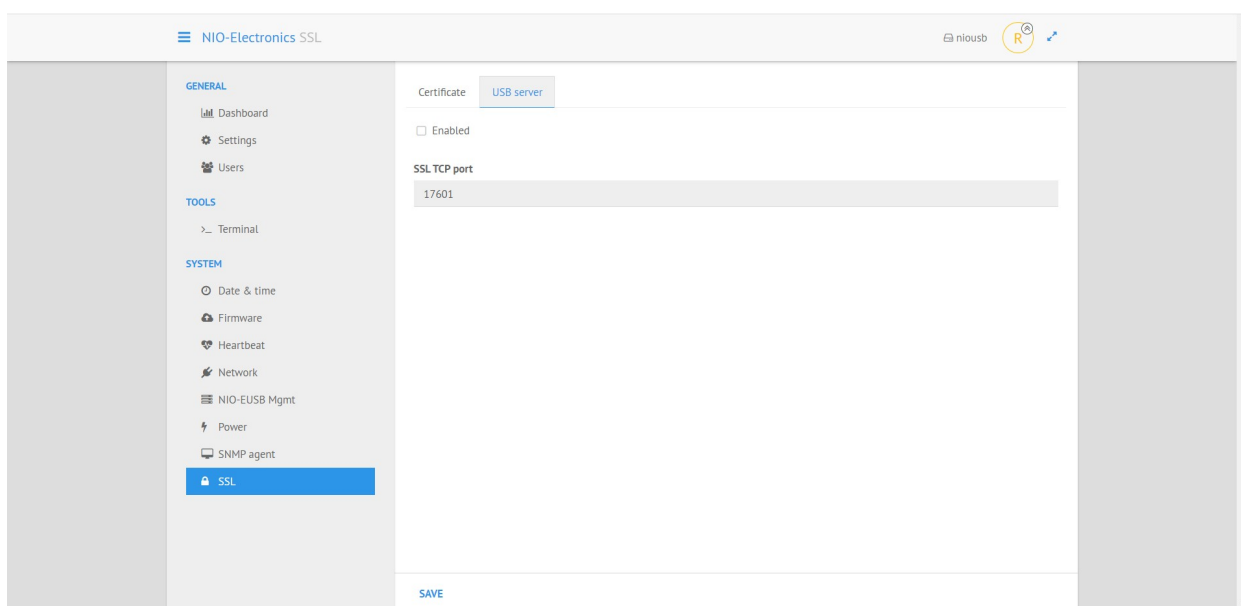 NIO-Electronics SSL
niousb R
GENERAL
Dashboard
Settings
Users
TOOLS
Terminal
SYSTEM
Date & time
Firmware
Heartbeat
Network
NIO-EUSB Mgmt
Power
SNMP agent
SSL
Certificate USB server
Enabled
SSL TCP port
17601
SAVE